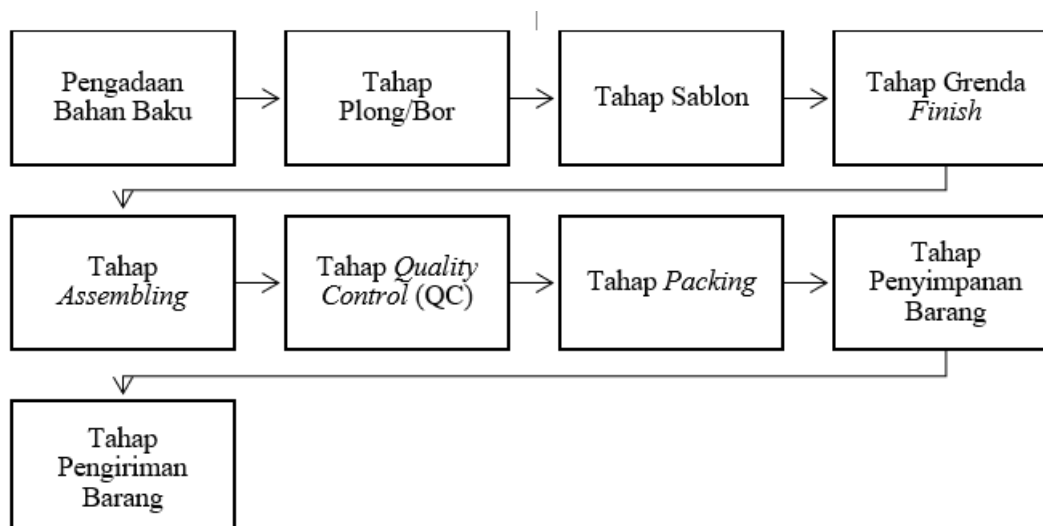 Pengadaan
Bahan Baku
Tahap
Plong/Bor
Tahap Sablon
Tahap Grenda
Finish
Tahap
Assembling
Tahap Quality
Control (QC)
Tahap Packing
Tahap
Penyimpanan
Barang
Tahap
Pengiriman
Barang